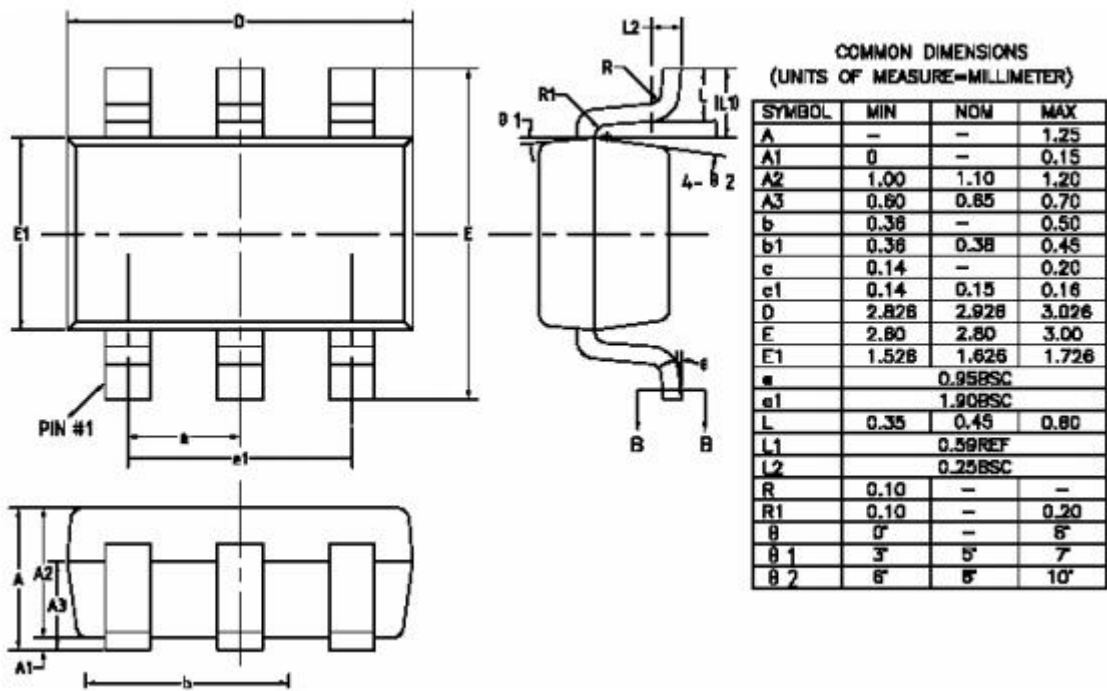 D
L2
R
R1
L
(L1)
θ 1
4- θ 2
E1
E
PIN #1
e
e1
θ
B B
A
A2
A3
A1
b
COMMON DIMENSIONS
(UNITS OF MEASURE=MILLIMETER)
SYMBOL MIN NOM MAX
A - - 1.25
A1 0 - 0.15
A2 1.00 1.10 1.20
A3 0.60 0.65 0.70
b 0.36 - 0.50
b1 0.36 0.38 0.45
c 0.14 - 0.20
c1 0.14 0.15 0.16
D 2.826 2.926 3.026
E 2.60 2.80 3.00
E1 1.526 1.626 1.726
e 0.95BSC
e1 1.90BSC
L 0.35 0.45 0.60
L1 0.59REF
L2 0.25BSC
R 0.10 - -
R1 0.10 - 0.20
θ 0° - 8°
θ 1 3° 5° 7°
θ 2 6° 8° 10°